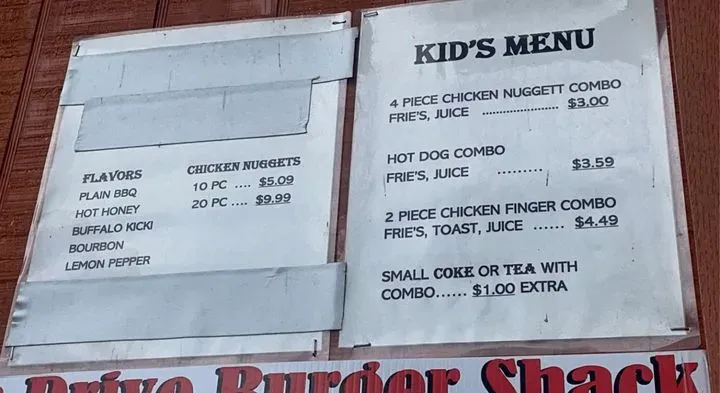 FLAVORS
PLAIN BBQ
HOT HONEY
BUFFALO KICKI
BOURBON
LEMON PEPPER
CHICKEN NUGGETS
10 PC .... $5.09
20 PC .... $9.99
KID'S MENU
4 PIECE CHICKEN NUGGETT COMBO
FRIE'S, JUICE ...................... $3.00
HOT DOG COMBO
FRIE'S, JUICE ......... $3.59
2 PIECE CHICKEN FINGER COMBO
FRIE'S, TOAST, JUICE ...... $4.49
SMALL COKE OR TEA WITH
COMBO...... $1.00 EXTRA
Drive Burger Shack